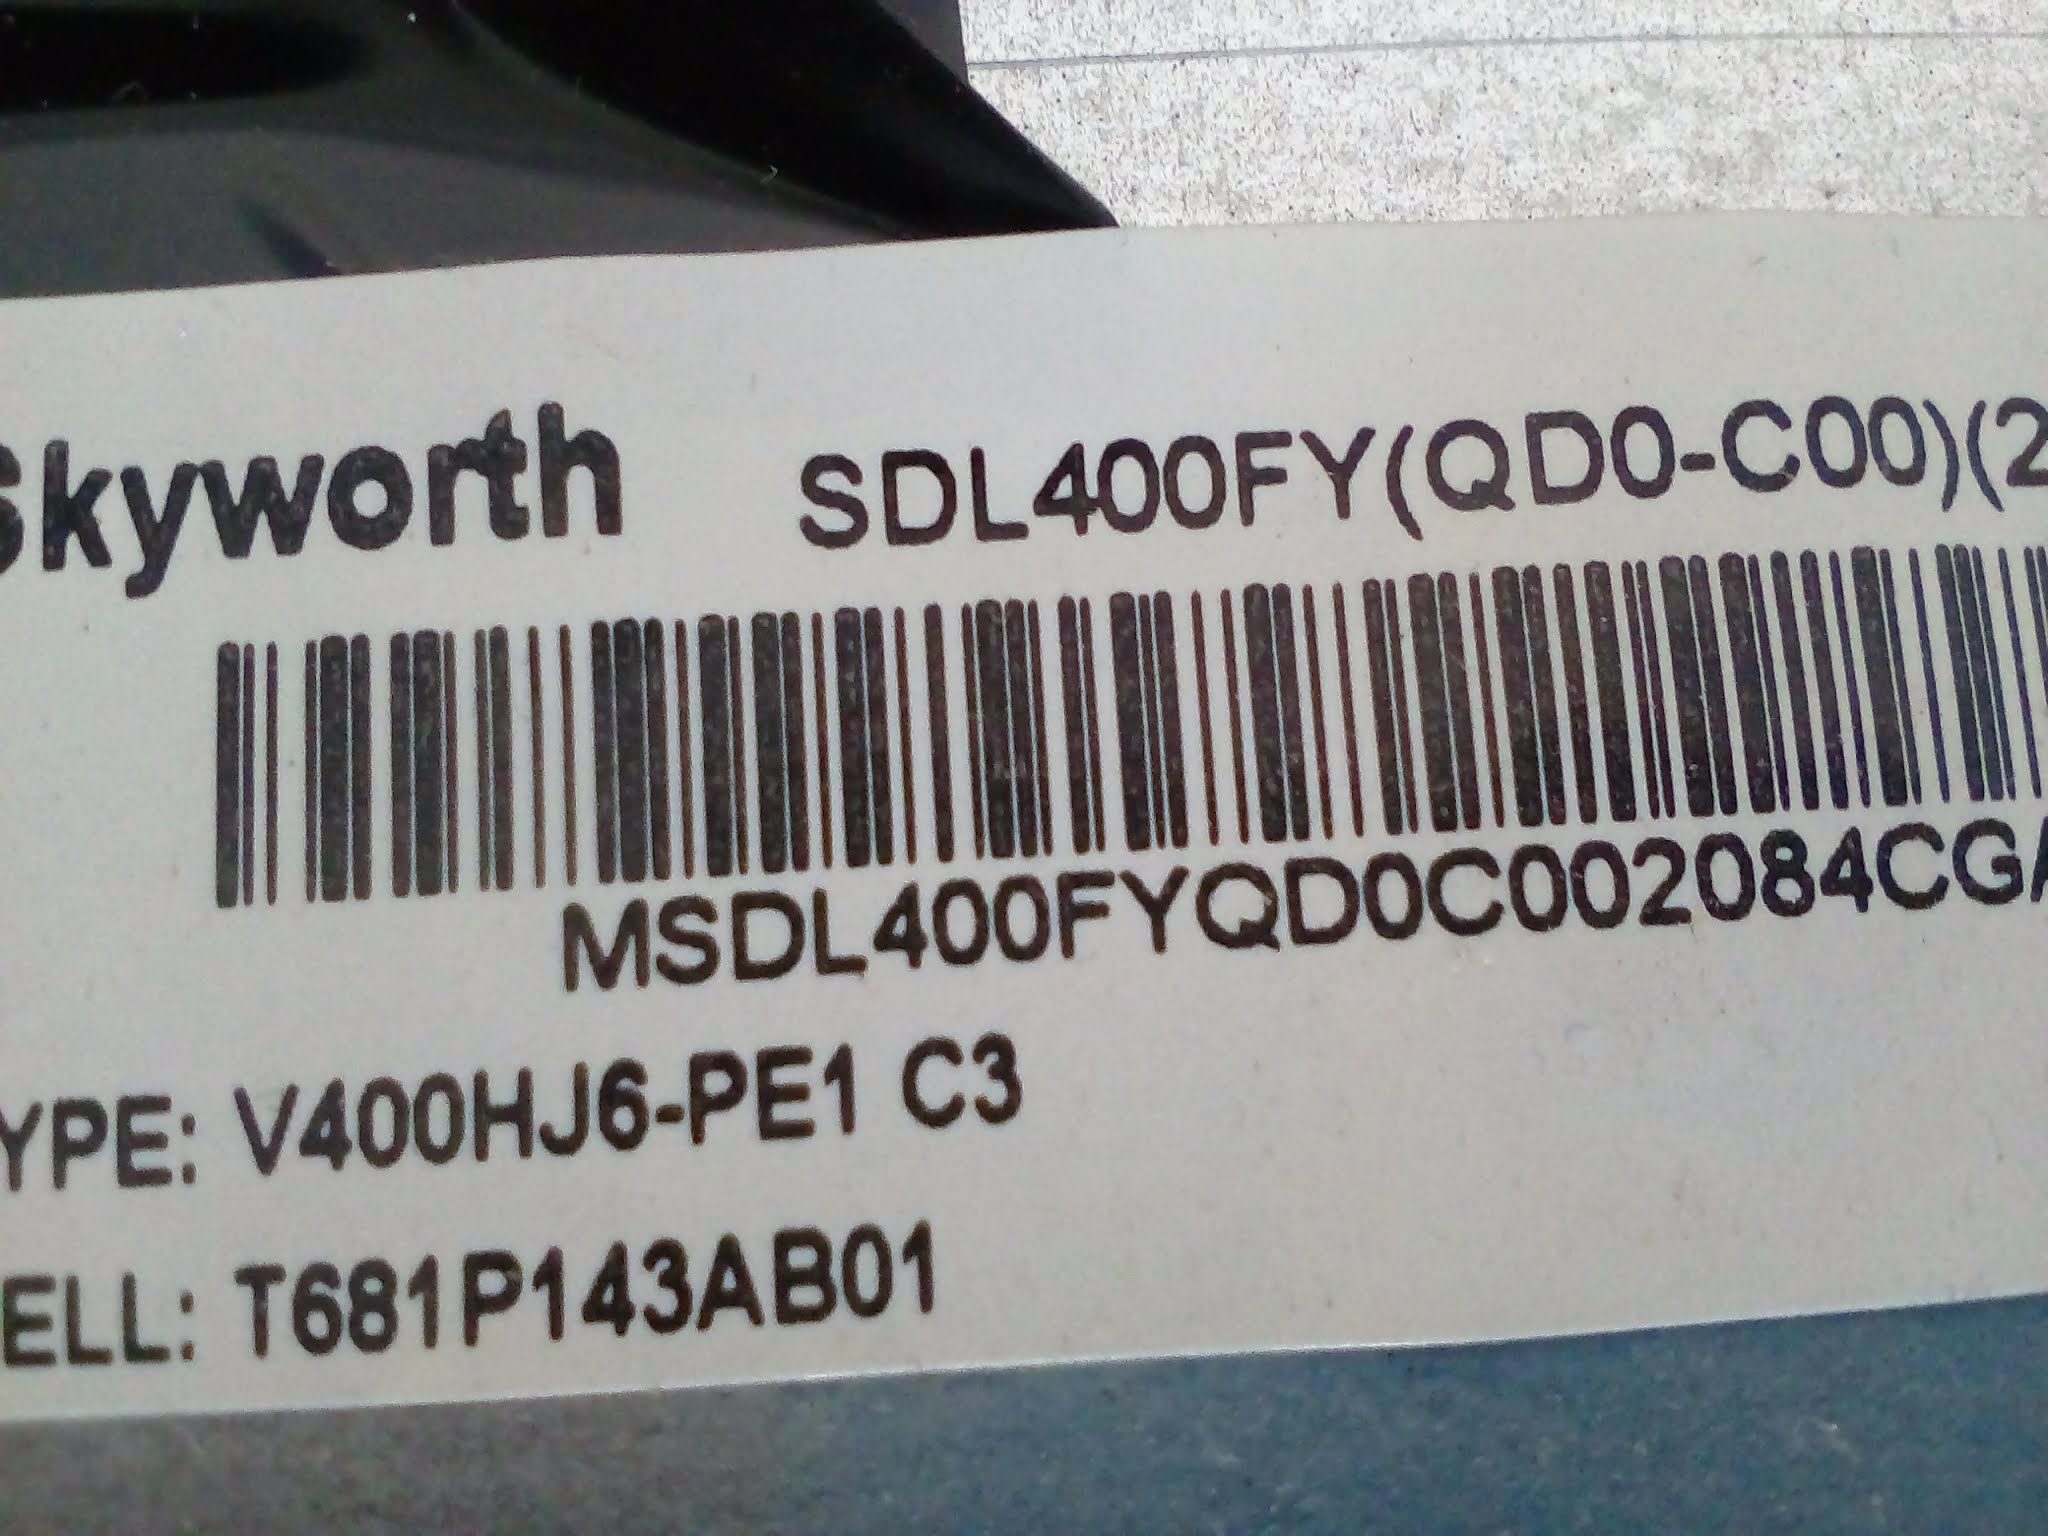 Skyworth SDL400FY(QD0-C00)(2
MSDL400FYQD0C002084CGA
YPE: V400HJ6-PE1 C3
ELL: T681P143AB01